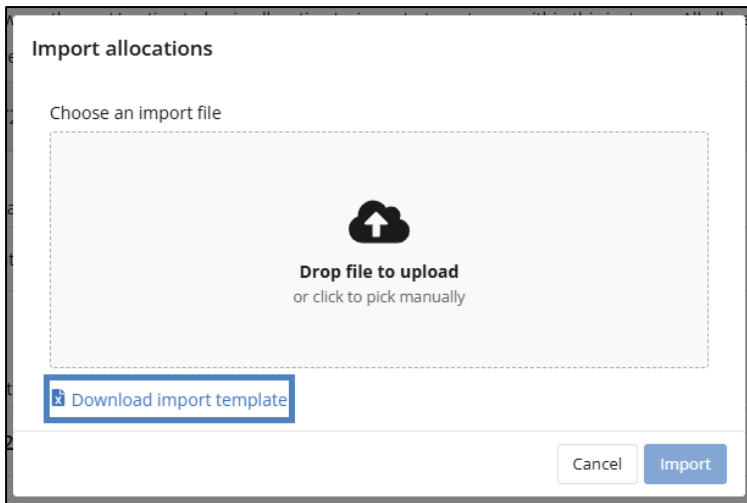 Import allocations
Choose an import file
Drop file to upload
or click to pick manually
Download import template
Cancel
Import